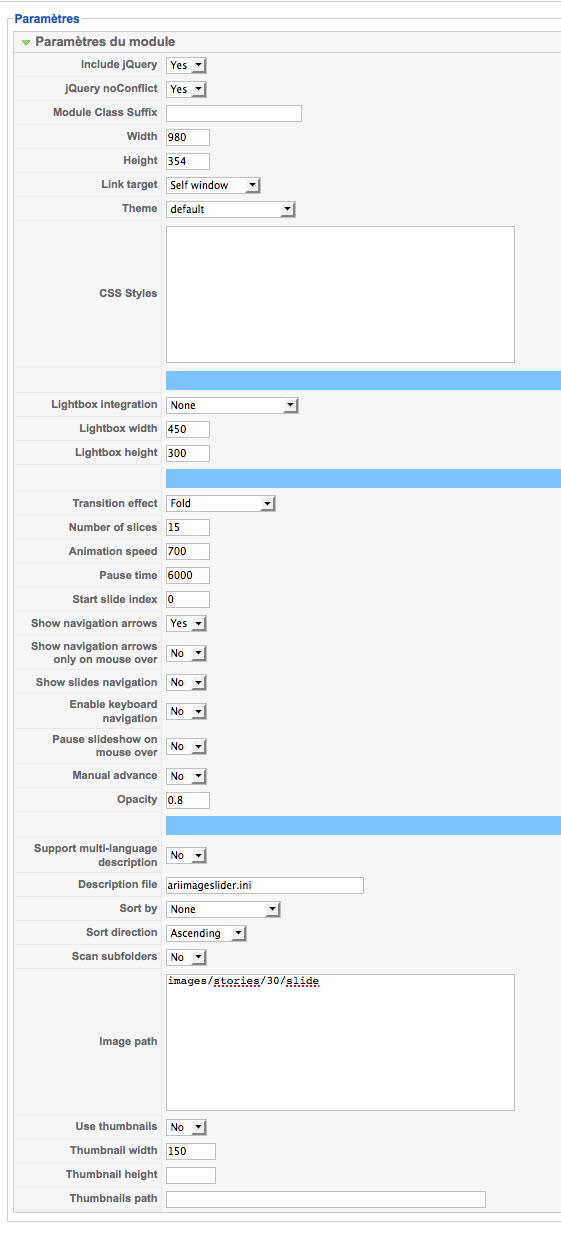 Paramètres
Paramètres du module
Include jQuery Yes
jQuery noConflict Yes
Module Class Suffix
Width 980
Height 354
Link target Self window
Theme default
CSS Styles
Lightbox integration None
Lightbox width 450
Lightbox height 300
Transition effect Fold
Number of slices 15
Animation speed 700
Pause time 6000
Start slide index 0
Show navigation arrows Yes
Show navigation arrows
only on mouse over No
Show slides navigation No
Enable keyboard
navigation No
Pause slideshow on
mouse over No
Manual advance No
Opacity 0.8
Support multi-language
description No
Description file ariimageslider.ini
Sort by None
Sort direction Ascending
Scan subfolders No
Image path images/stories/30/slide
Use thumbnails No
Thumbnail width 150
Thumbnail height
Thumbnails path